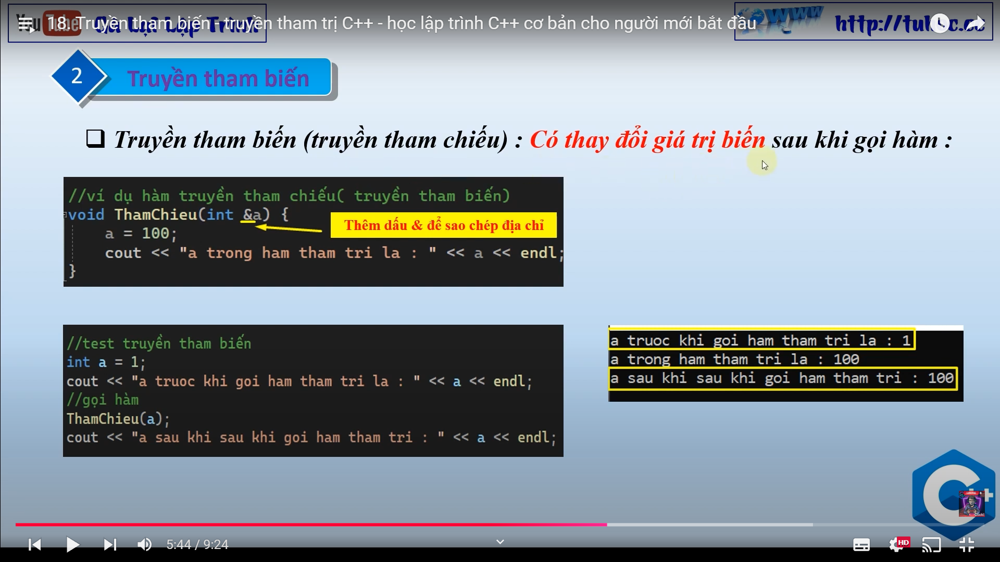 18. Truyền tham biến - truyền tham trị C++ - học lập trình C++ cơ bản cho người mới bắt đầu
YouTube
Lập Trình
WWW
2
Truyền tham biến
Truyền tham biến (truyền tham chiếu) : Có thay đổi giá trị biến sau khi gọi hàm :
//ví dụ hàm truyền tham chiếu( truyền tham biến)
void ThamChieu(int &a) {
Thêm dấu & để sao chép địa chỉ
a = 100;
cout << "a trong ham tham tri la : " << a << endl;
}
//test truyền tham biến
int a = 1;
cout << "a truoc khi goi ham tham tri la : " << a << endl;
//gọi hàm
ThamChieu(a);
cout << "a sau khi sau khi goi ham tham tri : " << a << endl;
a truoc khi goi ham tham tri la : 1
a trong ham tham tri la : 100
a sau khi sau khi goi ham tham tri : 100
5:44 / 9:24
HD